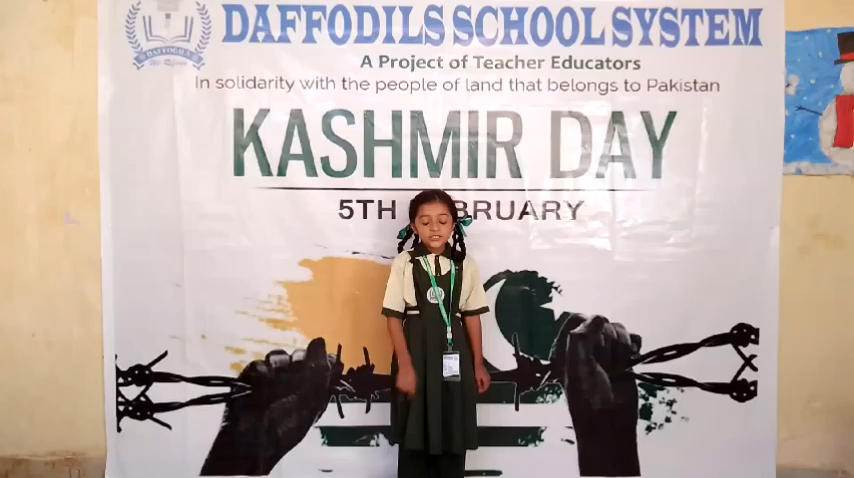 DAFFODILS SCHOOL SYSTEM
DAFFODILS
A Project of Teacher Educators
In solidarity with the people of land that belongs to Pakistan
KASHMIR DAY
5TH BRUARY